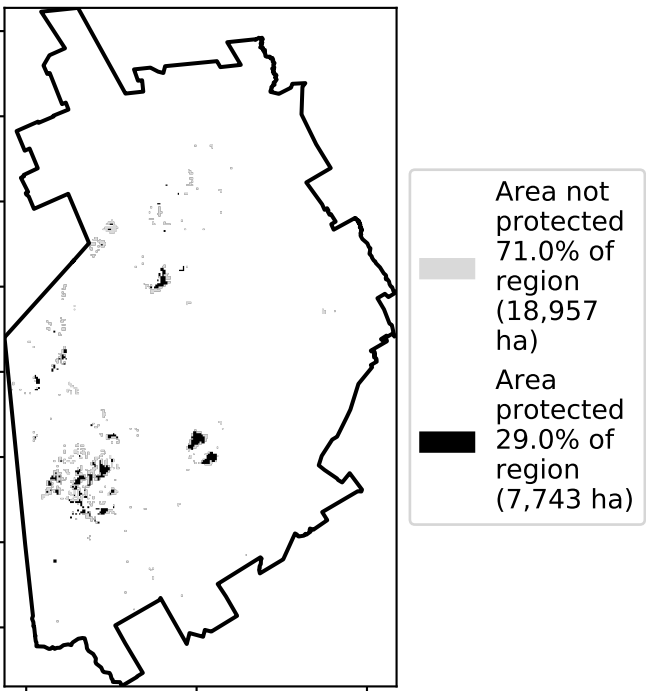 Area not
protected
71.0% of
region
(18,957
ha)
Area
protected
29.0% of
region
(7,743 ha)